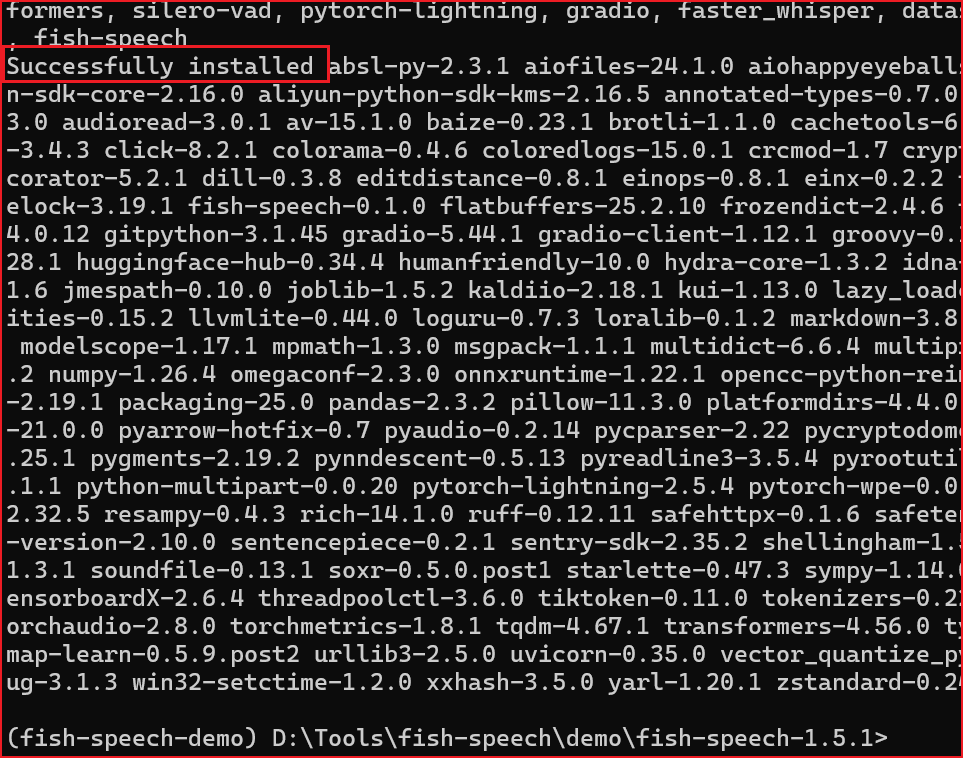 formers, silero-vad, pytorch-lightning, gradio, faster_whisper, datas
, fish-speech
Successfully installed absl-py-2.3.1 aiofiles-24.1.0 aiohappyeyeballs
n-sdk-core-2.16.0 aliyun-python-sdk-kms-2.16.5 annotated-types-0.7.0
3.0 audioread-3.0.1 av-15.1.0 baize-0.23.1 brotli-1.1.0 cachetools-6
-3.4.3 click-8.2.1 colorama-0.4.6 coloredlogs-15.0.1 crcmod-1.7 cryp
corator-5.2.1 dill-0.3.8 editdistance-0.8.1 einops-0.8.1 einx-0.2.2
elock-3.19.1 fish-speech-0.1.0 flatbuffers-25.2.10 frozendict-2.4.6
4.0.12 gitpython-3.1.45 gradio-5.44.1 gradio-client-1.12.1 groovy-0.
28.1 huggingface-hub-0.34.4 humanfriendly-10.0 hydra-core-1.3.2 idna-
1.6 jmespath-0.10.0 joblib-1.5.2 kaldiio-2.18.1 kui-1.13.0 lazy_load
ities-0.15.2 llvmlite-0.44.0 loguru-0.7.3 loralib-0.1.2 markdown-3.8
modelscope-1.17.1 mpmath-1.3.0 msgpack-1.1.1 multidict-6.6.4 multip
.2 numpy-1.26.4 omegaconf-2.3.0 onnxruntime-1.22.1 opencc-python-rei
-2.19.1 packaging-25.0 pandas-2.3.2 pillow-11.3.0 platformdirs-4.4.0
-21.0.0 pyarrow-hotfix-0.7 pyaudio-0.2.14 pycparser-2.22 pycryptodom
.25.1 pygments-2.19.2 pynndescent-0.5.13 pyreadline3-3.5.4 pyrootuti
.1.1 python-multipart-0.0.20 pytorch-lightning-2.5.4 pytorch-wpe-0.0
2.32.5 resampy-0.4.3 rich-14.1.0 ruff-0.12.11 safehttpx-0.1.6 safete
-version-2.10.0 sentencepiece-0.2.1 sentry-sdk-2.35.2 shellingham-1.5
1.3.1 soundfile-0.13.1 soxr-0.5.0.post1 starlette-0.47.3 sympy-1.14.
ensorboardX-2.6.4 threadpoolctl-3.6.0 tiktoken-0.11.0 tokenizers-0.2
orchaudio-2.8.0 torchmetrics-1.8.1 tqdm-4.67.1 transformers-4.56.0 ty
map-learn-0.5.9.post2 urllib3-2.5.0 uvicorn-0.35.0 vector_quantize_p
ug-3.1.3 win32-setctime-1.2.0 xxhash-3.5.0 yarl-1.20.1 zstandard-0.2
(fish-speech-demo) D:\Tools\fish-speech\demo\fish-speech-1.5.1>